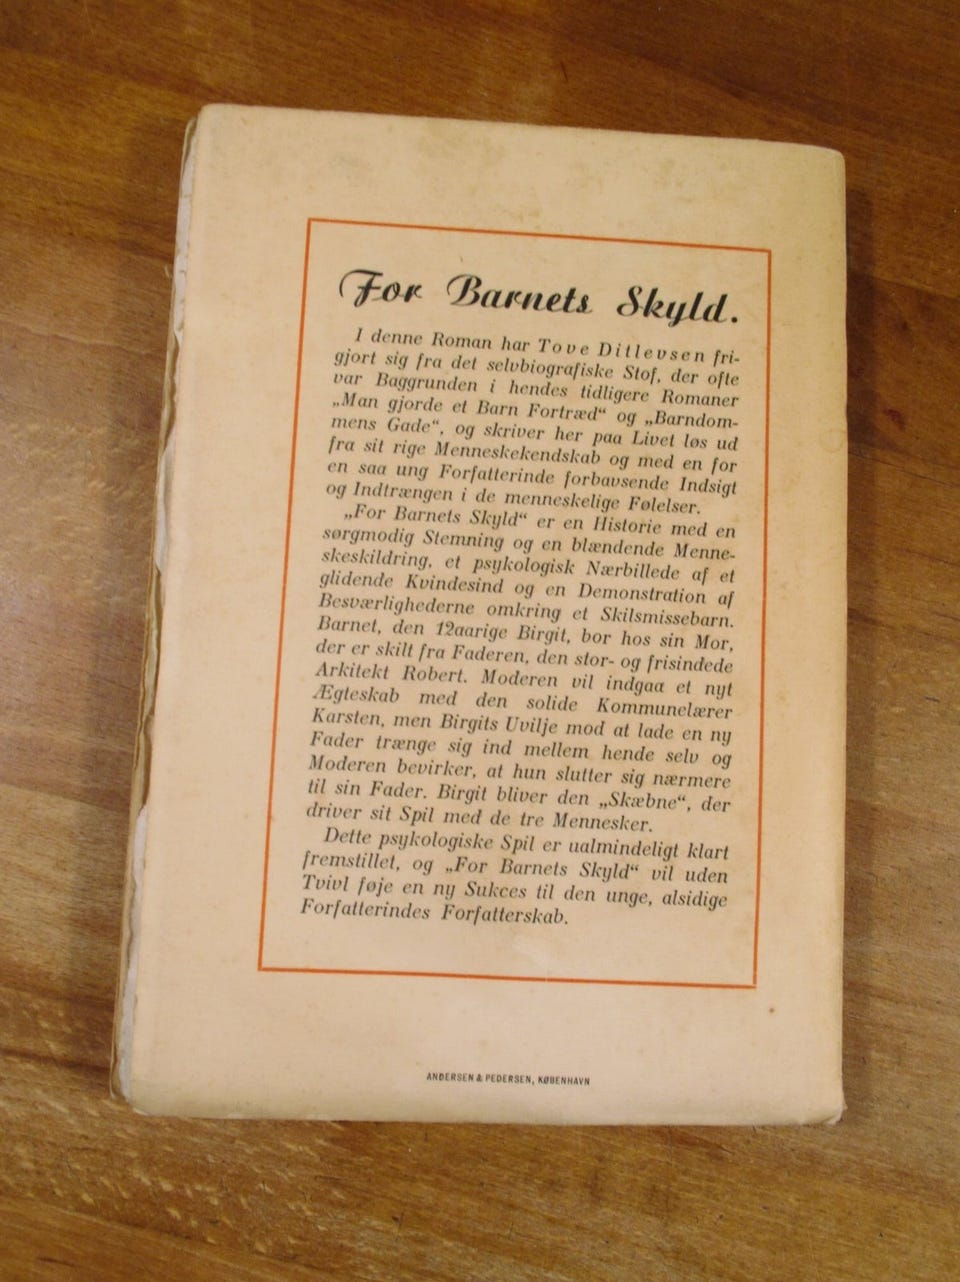 For Barnets Skyld.
I denne Roman har Tove Ditlevsen fri-
gjort sig fra det selvbiografiske Stof, der ofte
var Baggrunden i hendes tidligere Romaner
„Man gjorde et Barn Fortræd“ og „Barndom-
mens Gade“, og skriver her paa Livet løs ud
fra sit rige Menneskekendskab og med en for
en saa ung Forfatterinde forbavsende Indsigt
og Indtrængen i de menneskelige Følelser.
„For Barnets Skyld“ er en Historie med en
sørgmodig Stemning og en blændende Menne-
skeskildring, et psykologisk Nærbillede af et
glidende Kvindesind og en Demonstration af
Besværlighederne omkring et Skilsmissebarn.
Barnet, den 12aarige Birgit, bor hos sin Mor,
der er skilt fra Faderen, den stor- og frisindede
Arkitekt Robert. Moderen vil indgaa et nyt
Ægteskab med den solide Kommunelærer
Karsten, men Birgits Uvilje mod at lade en ny
Fader trænge sig ind mellem hende selv og
Moderen bevirker, at hun slutter sig nærmere
til sin Fader. Birgit bliver den „Skæbne“, der
driver sit Spil med de tre Mennesker.
Dette psykologiske Spil er ualmindeligt klart
fremstillet, og „For Barnets Skyld“ vil uden
Tvivl føje en ny Sukces til den unge, alsidige
Forfatterindes Forfatterskab.
ANDERSEN & PEDERSEN, KØBENHAVN